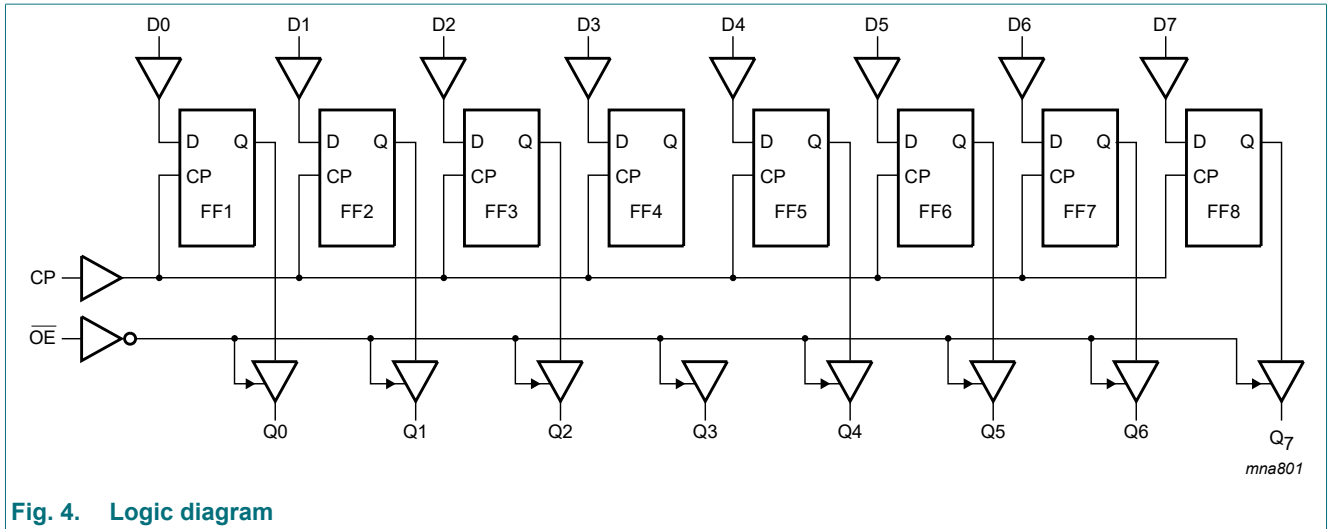 D0 D1 D2 D3 D4 D5 D6 D7
D Q D Q D Q D Q D Q D Q D Q D Q
CP CP CP CP CP CP CP CP
FF1 FF2 FF3 FF4 FF5 FF6 FF7 FF8
CP
O̅E̅
Q0 Q1 Q2 Q3 Q4 Q5 Q6 Q7
mna801
Fig. 4. Logic diagram